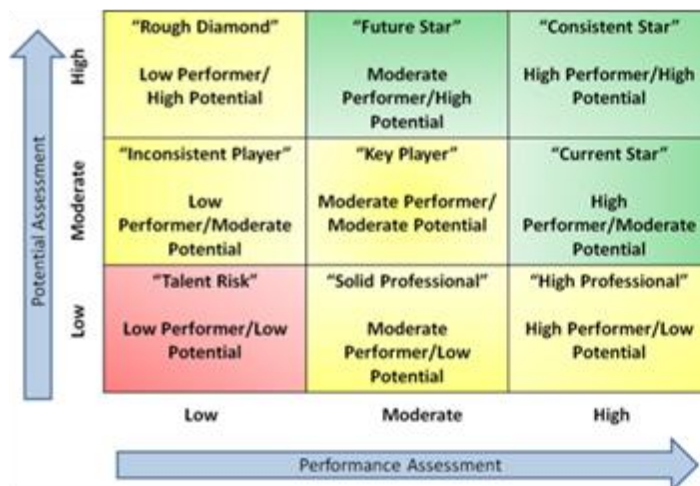 "Rough Diamond"
Low Performer/
High Potential
"Future Star"
Moderate
Performer/High
Potential
"Consistent Star"
High Performer/High
Potential
"Inconsistent Player"
Low
Performer/Moderate
Potential
"Key Player"
Moderate Performer/
Moderate Potential
"Current Star"
High
Performer/Moderate
Potential
"Talent Risk"
Low Performer/Low
Potential
"Solid Professional"
Moderate
Performer/Low
Potential
"High Professional"
High Performer/Low
Potential
Potential Assessment
High
Moderate
Low
Low
Moderate
High
Performance Assessment